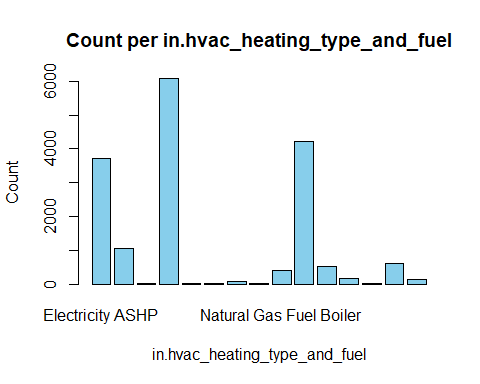 Count per in.hvac_heating_type_and_fuel
6000
4000
2000
0
Count
Electricity ASHP
Natural Gas Fuel Boiler
in.hvac_heating_type_and_fuel